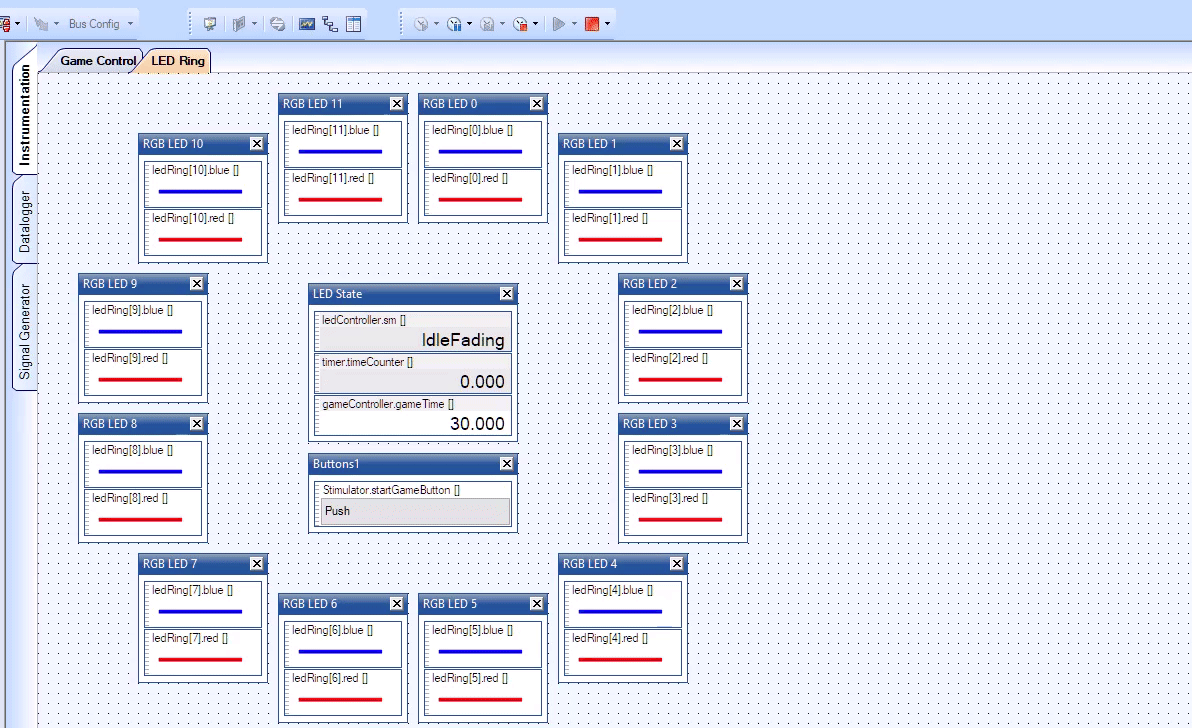 Bus Config
Game Control
LED Ring
Instrumentation
Datalogger
Signal Generator
RGB LED 11
ledRing[11].blue []
ledRing[11].red []
RGB LED 0
ledRing[0].blue []
ledRing[0].red []
RGB LED 10
ledRing[10].blue []
ledRing[10].red []
RGB LED 1
ledRing[1].blue []
ledRing[1].red []
RGB LED 9
ledRing[9].blue []
ledRing[9].red []
LED State
ledController.sm []
IdleFading
timer.timeCounter []
0.000
gameController.gameTime []
30.000
RGB LED 2
ledRing[2].blue []
ledRing[2].red []
RGB LED 8
ledRing[8].blue []
ledRing[8].red []
Buttons1
Stimulator.startGameButton []
Push
RGB LED 3
ledRing[3].blue []
ledRing[3].red []
RGB LED 7
ledRing[7].blue []
ledRing[7].red []
RGB LED 6
ledRing[6].blue []
ledRing[6].red []
RGB LED 5
ledRing[5].blue []
ledRing[5].red []
RGB LED 4
ledRing[4].blue []
ledRing[4].red []